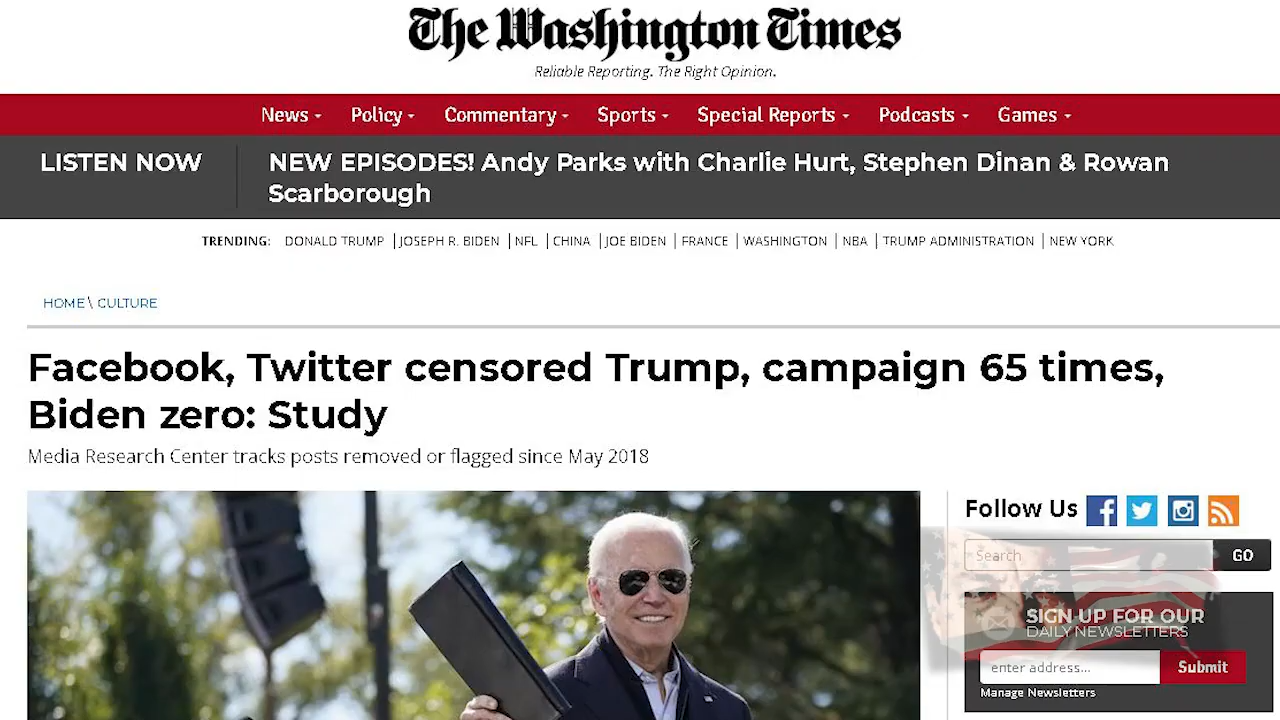 The Washington Times
Reliable Reporting. The Right Opinion.
News Policy Commentary Sports Special Reports Podcasts Games
LISTEN NOW NEW EPISODES! Andy Parks with Charlie Hurt, Stephen Dinan & Rowan
Scarborough
TRENDING: DONALD TRUMP | JOSEPH R. BIDEN | NFL | CHINA | JOE BIDEN | FRANCE | WASHINGTON | NBA | TRUMP ADMINISTRATION | NEW YORK
HOME \ CULTURE
Facebook, Twitter censored Trump, campaign 65 times,
Biden zero: Study
Media Research Center tracks posts removed or flagged since May 2018
Follow Us
Search GO
SIGN UP FOR OUR
DAILY NEWSLETTERS
enter address... Submit
Manage Newsletters